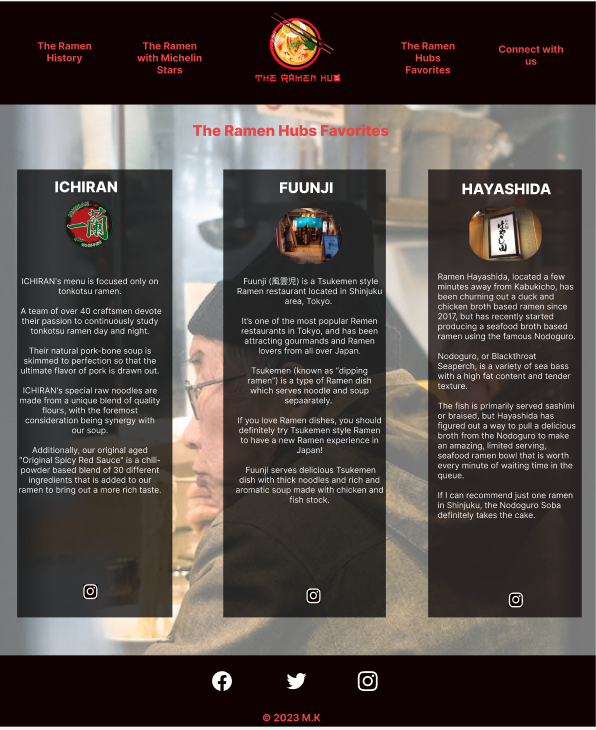 The Ramen
History
The Ramen
with Michelin
Stars
THE RAMEN HUB
The Ramen
Hubs
Favorites
Connect with
us
The Ramen Hubs Favorites
ICHIRAN
一蘭
ICHIRAN's menu is focused only on
tonkotsu ramen.
A team of over 40 craftsmen devote
their passion to continuously study
tonkotsu ramen day and night.
Their natural pork-bone soup is
skimmed to perfection so that the
ultimate flavor of pork is drawn out.
ICHIRAN's special raw noodles are
made from a unique blend of quality
flours, with the foremost
consideration being synergy with
our soup.
Additionally, our original aged
"Original Spicy Red Sauce" is a chili-
powder based blend of 30 different
ingredients that is added to our
ramen to bring out a more rich taste.
FUUNJI
Fuunji (風雲児) is a Tsukemen style
Ramen restaurant located in Shinjuku
area, Tokyo.
It's one of the most popular Remen
restaurants in Tokyo, and has been
attracting gourmands and Ramen
lovers from all over Japan.
Tsukemen (known as "dipping
ramen") is a type of Ramen dish
which serves noodle and soup
sepaarately.
If you love Ramen dishes, you should
definitely try Tsukemen style Ramen
to have a new Ramen experience in
Japan!
Fuunji serves delicious Tsukemen
dish with thick noodles and rich and
aromatic soup made with chicken and
fish stock.
HAYASHIDA
Ramen Hayashida, located a few
minutes away from Kabukicho, has
been churning out a duck and
chicken broth based ramen since
2017, but has recently started
producing a seafood broth based
ramen using the famous Nodoguro.
Nodoguro, or Blackthroat
Seaperch, is a variety of sea bass
with a high fat content and tender
texture.
The fish is primarily served sashimi
or braised, but Hayashida has
figured out a way to pull a delicious
broth from the Nodoguro to make
an amazing, limited serving,
seafood ramen bowl that is worth
every minute of waiting time in the
queue.
If I can recommend just one ramen
in Shinjuku, the Nodoguro Soba
definitely takes the cake.
© 2023 M.K